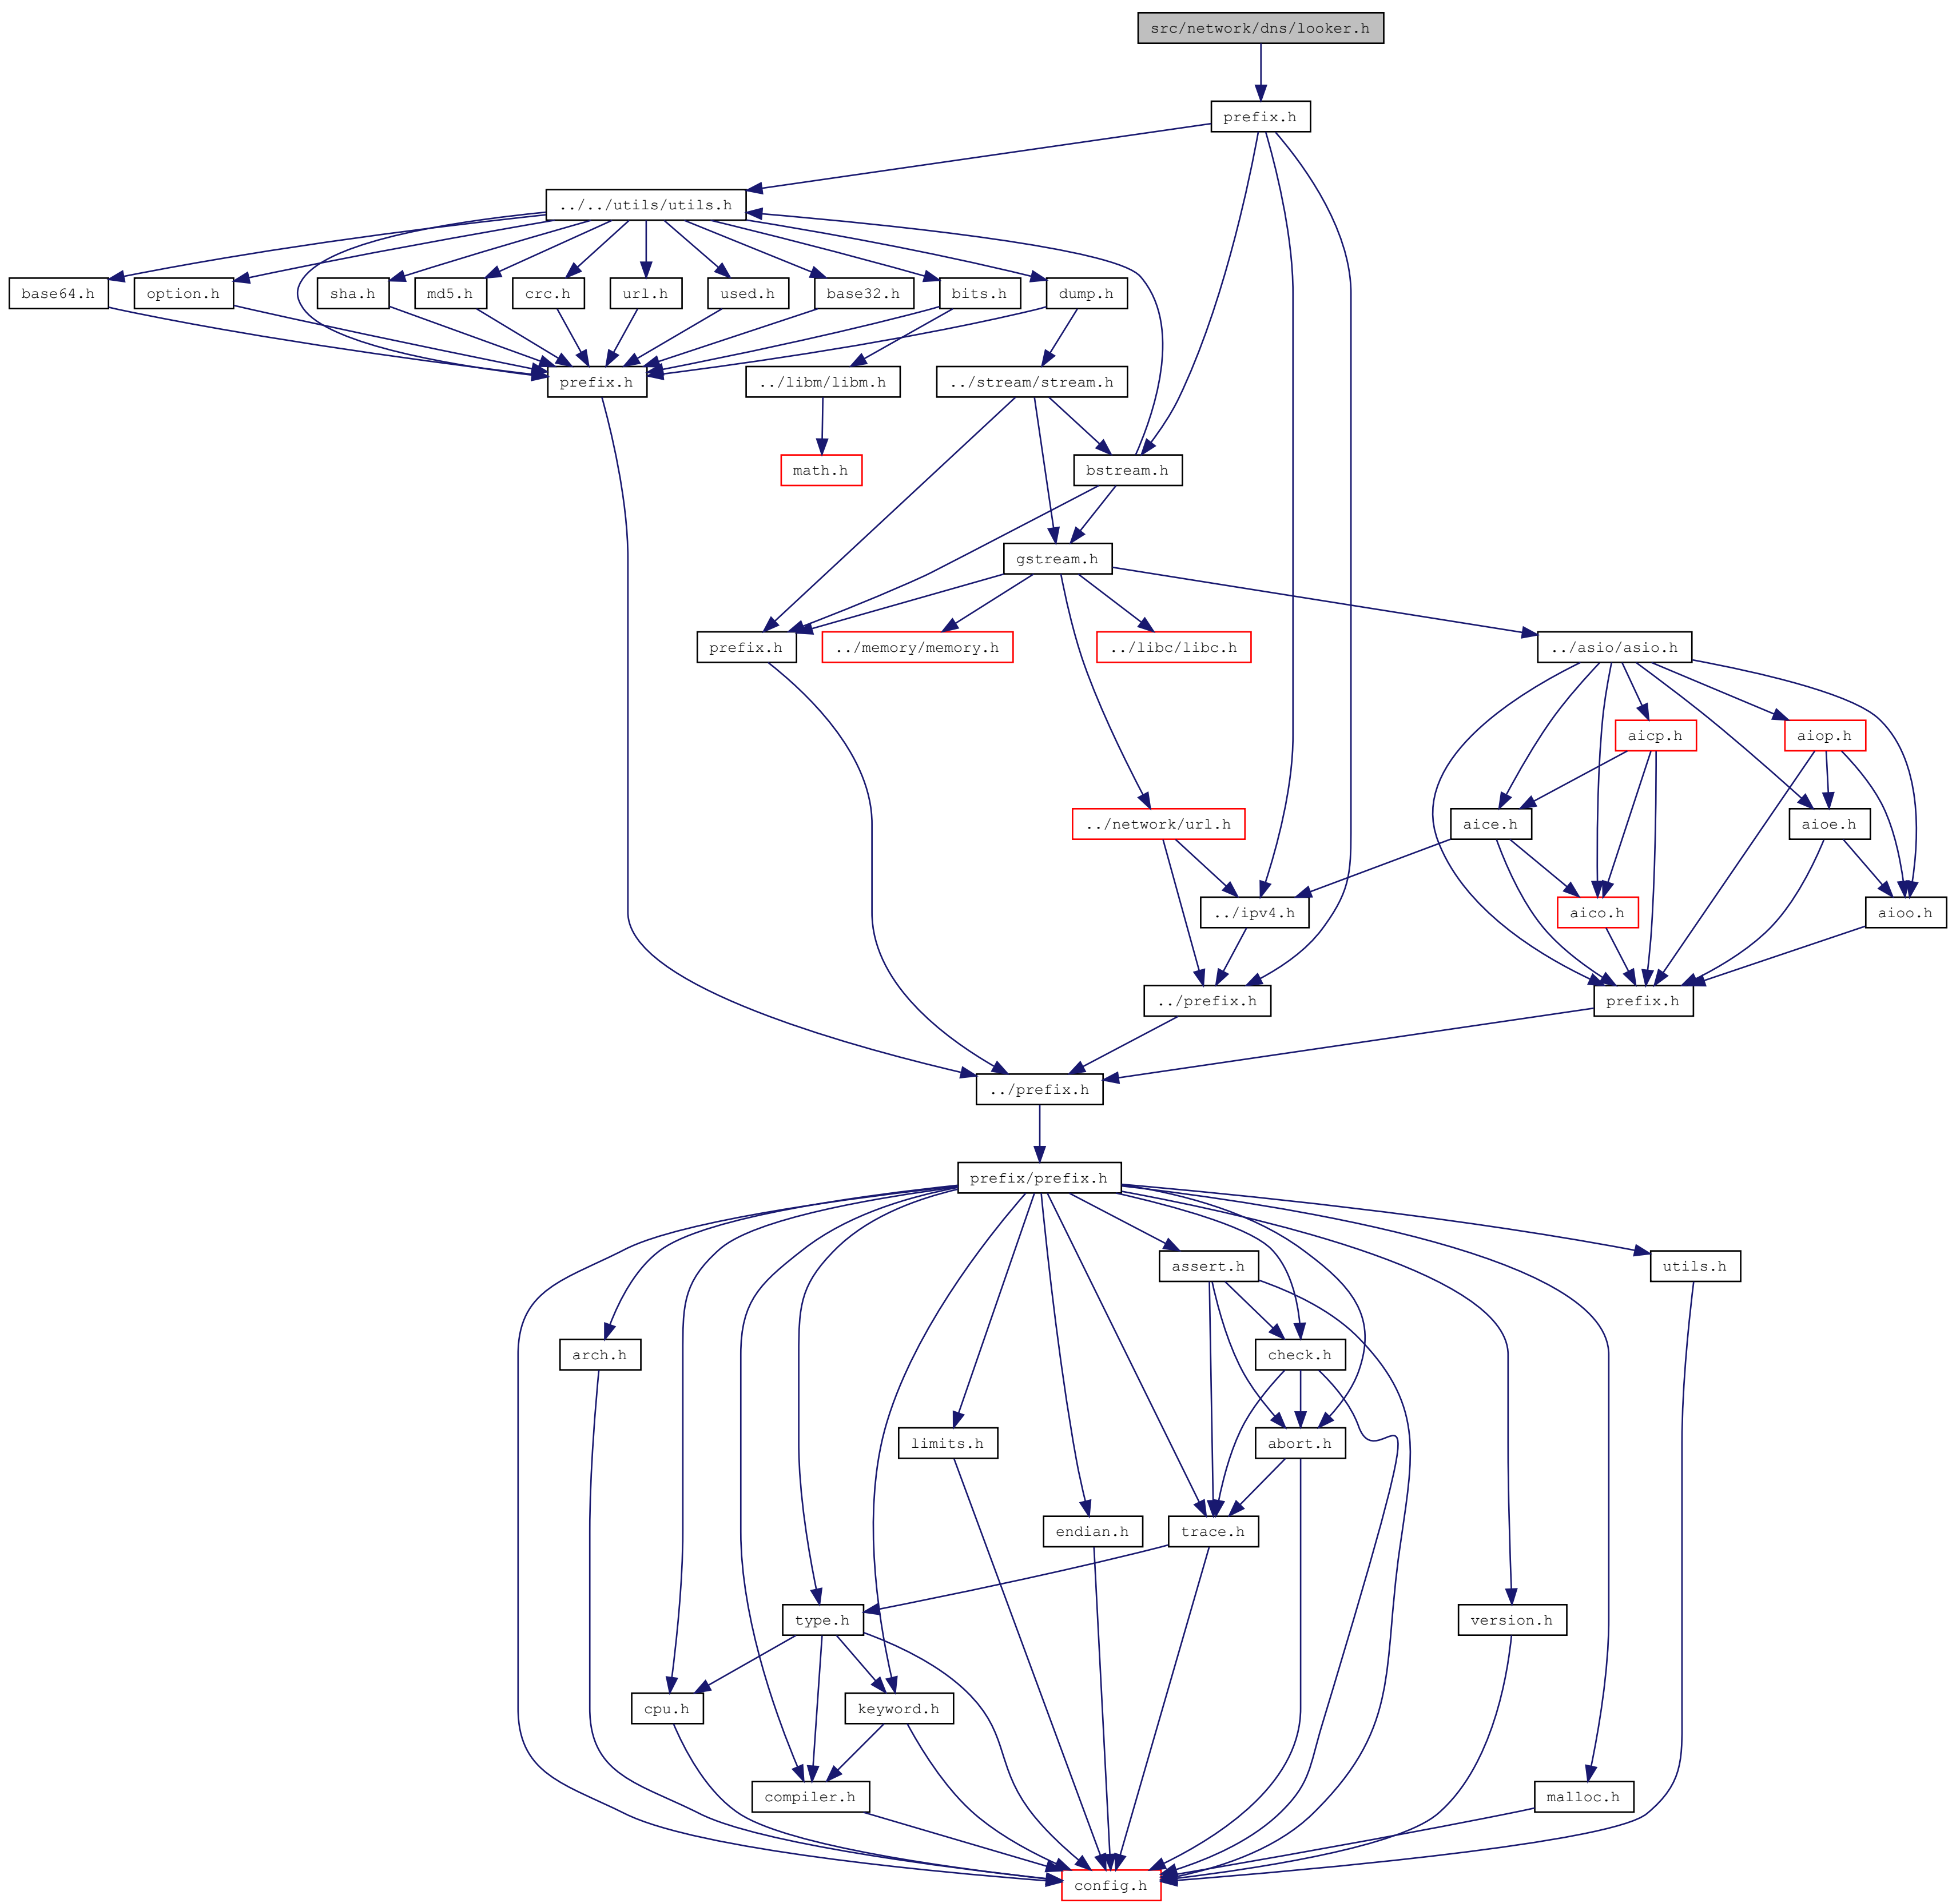 src/network/dns/looker.h
prefix.h
../../utils/utils.h
base64.h
option.h
sha.h
md5.h
crc.h
url.h
used.h
base32.h
bits.h
dump.h
prefix.h
../libm/libm.h
../stream/stream.h
math.h
bstream.h
gstream.h
prefix.h
../memory/memory.h
../libc/libc.h
../asio/asio.h
aicp.h
aiop.h
../network/url.h
aice.h
aioe.h
../ipv4.h
aico.h
aioo.h
../prefix.h
prefix.h
../prefix.h
prefix/prefix.h
assert.h
utils.h
arch.h
check.h
limits.h
abort.h
endian.h
trace.h
type.h
version.h
cpu.h
keyword.h
compiler.h
malloc.h
config.h